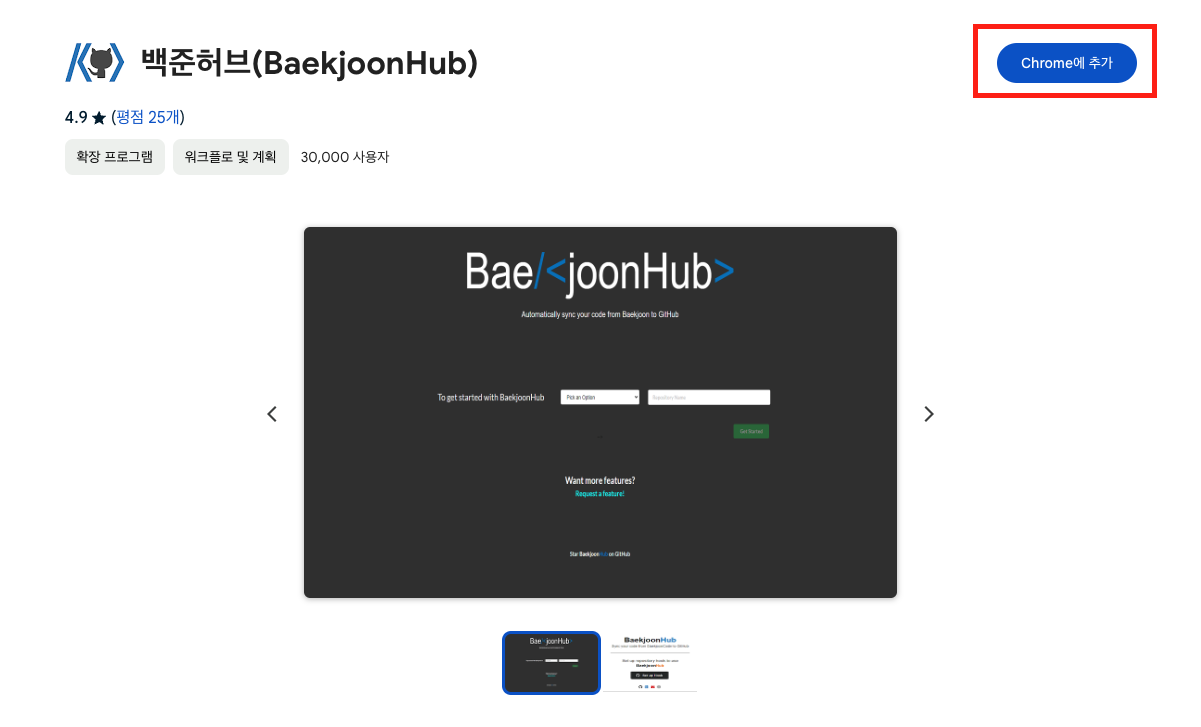 백준허브(BaekjoonHub)
Chrome에 추가
4.9 ★ (평점 25개)
확장 프로그램 워크플로 및 계획 30,000 사용자
Bae/<joonHub>
Automatically sync your code from Baekjoon to GitHub
To get started with BaekjoonHub Pick an Option Repository Name
Get Started
Want more features?
Request a feature!
Star BaekjoonHub on GitHub
Bae joonHub
BaekjoonHub
Set up repository hook to use
BaekjoonHub
Set up Hook